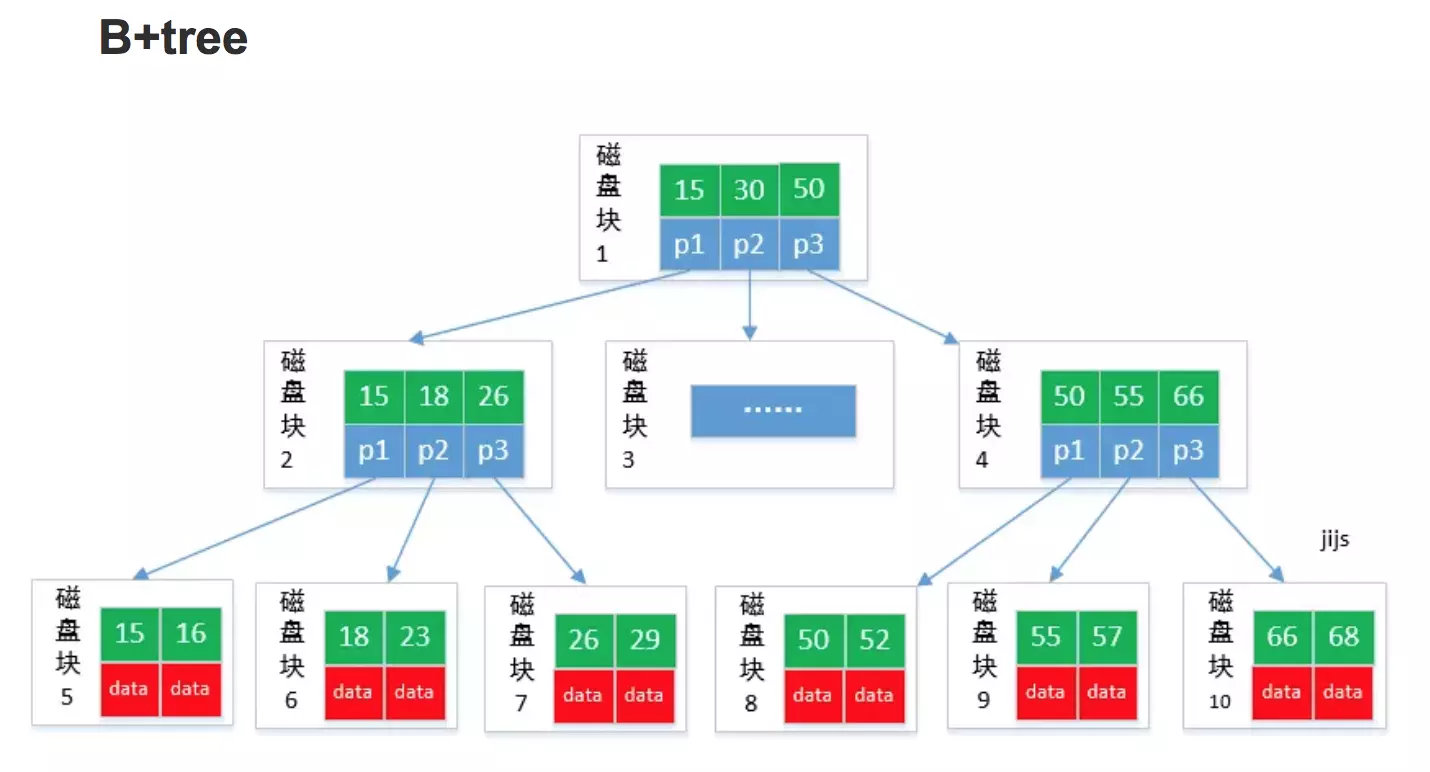 B+tree
磁盘块1
15 30 50
p1 p2 p3
磁盘块2
15 18 26
p1 p2 p3
磁盘块3
......
磁盘块4
50 55 66
p1 p2 p3
jijs
磁盘块5
15 16
data data
磁盘块6
18 23
data data
磁盘块7
26 29
data data
磁盘块8
50 52
data data
磁盘块9
55 57
data data
磁盘块10
66 68
data data